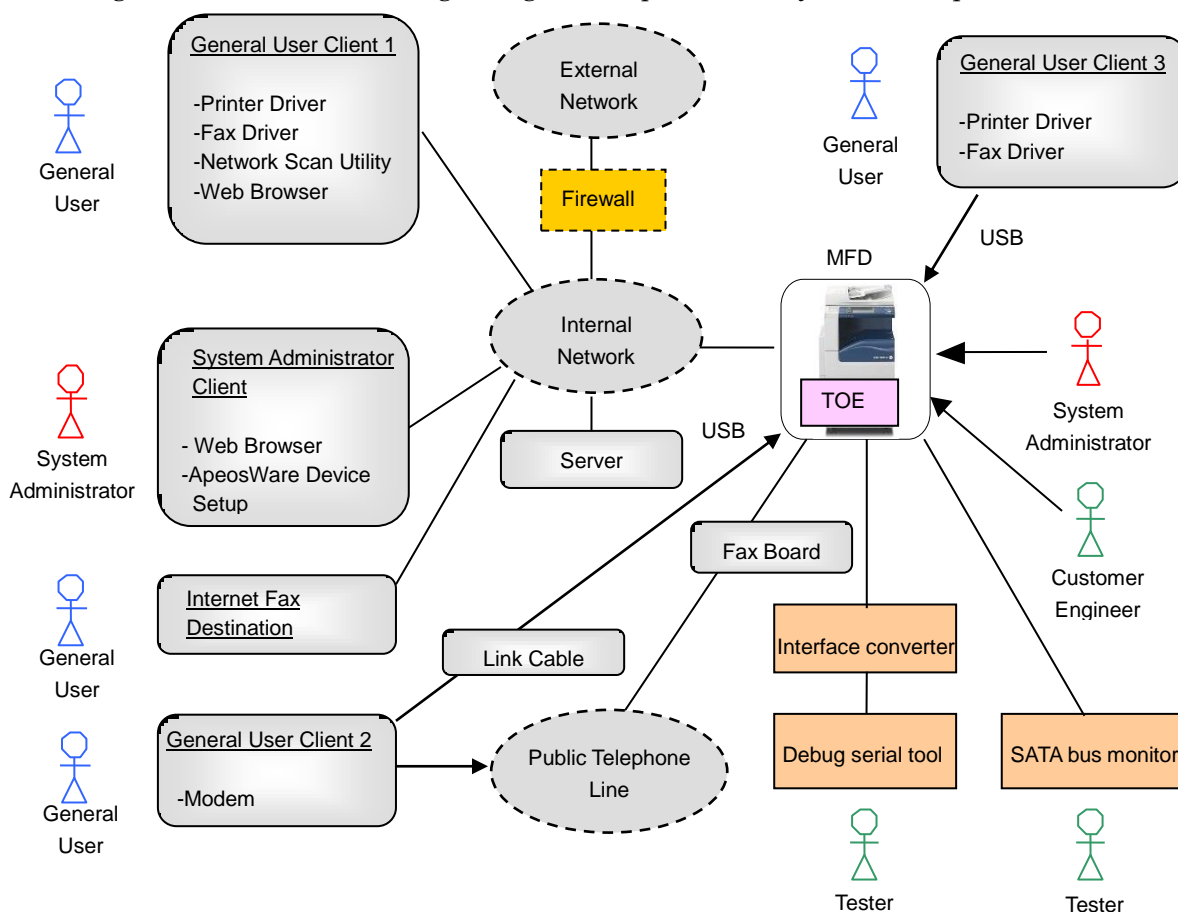 General User Client 1
-Printer Driver
-Fax Driver
-Network Scan Utility
-Web Browser
General
User
External
Network
Firewall
General
User
General User Client 3
-Printer Driver
-Fax Driver
USB
MFD
TOE
Internal
Network
System Administrator
Client
- Web Browser
-ApeosWare Device
Setup
System
Administrator
Server
USB
System
Administrator
Fax Board
Customer
Engineer
Internet Fax
Destination
General
User
Link Cable
Interface converter
General User Client 2
-Modem
General
User
Public Telephone
Line
Debug serial tool
SATA bus monitor
Tester
Tester